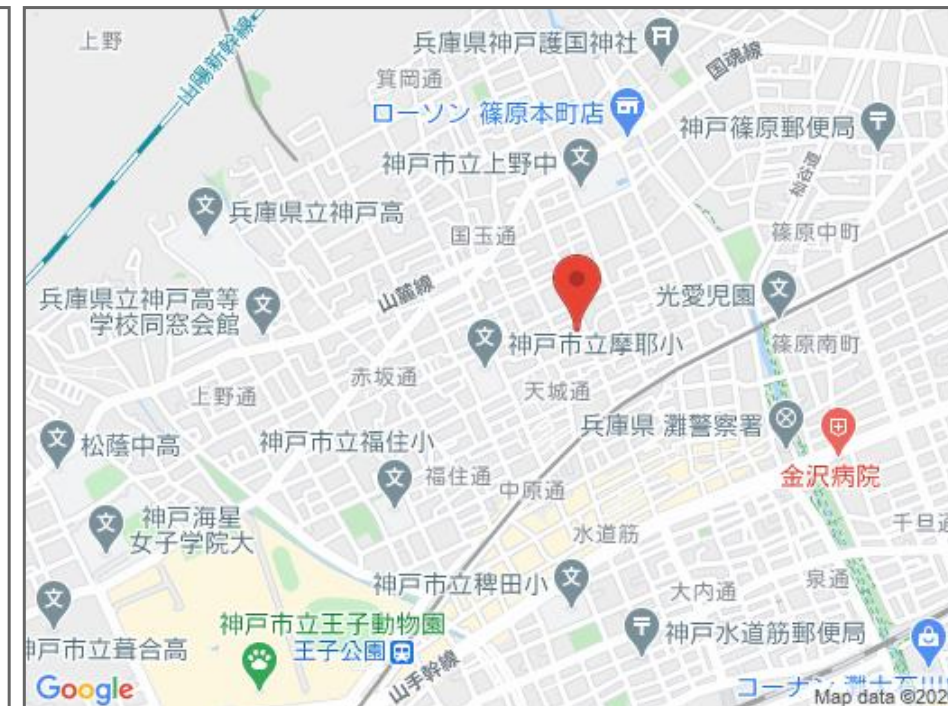 上野
山陽新幹線
兵庫県神戸護国神社
国魂線
箕岡通
ローソン 篠原本町店
神戸篠原郵便局
神戸市立上野中
兵庫県立神戸高
国玉通
篠原中町
山麓線
光愛児園
兵庫県立神戸高等
学校同窓会館
神戸市立摩耶小
篠原南町
赤坂通
天城通
上野通
兵庫県 灘警察署
松蔭中高
神戸市立福住小
福住通
中原通
金沢病院
神戸海星
女子学院大
水道筋
千旦通
神戸市立稗田小
大内通
泉通
神戸市立王子動物園
王子公園
神戸水道筋郵便局
戸市立葺合高
山手幹線
Google
Map data ©202